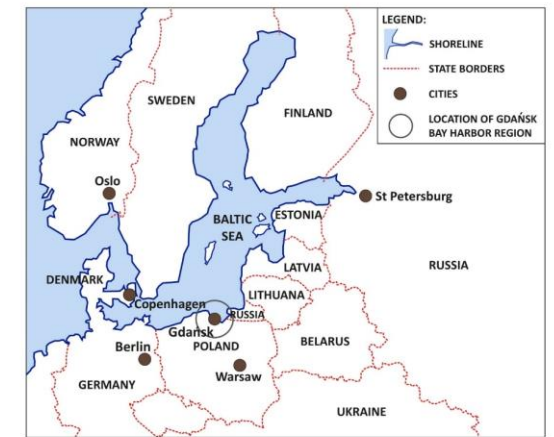 LEGEND:
SHORELINE
STATE BORDERS
CITIES
LOCATION OF GDAŃSK
BAY HARBOR REGION
SWEDEN
FINLAND
NORWAY
Oslo
St Petersburg
BALTIC
SEA
ESTONIA
RUSSIA
LATVIA
DENMARK
LITHUANA
Copenhagen
RUSSIA
Gdańsk
POLAND
BELARUS
Berlin
Warsaw
GERMANY
UKRAINE